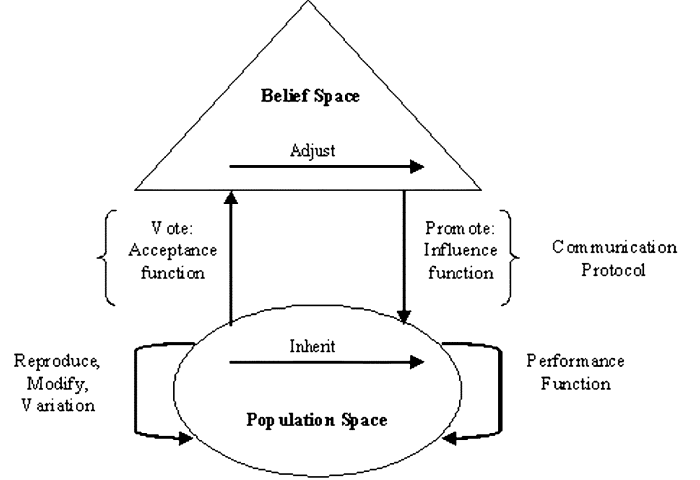 Belief Space
Adjust
Vote:
Acceptance
function
Promote:
Influence
function
Communication
Protocol
Reproduce,
Modify,
Variation
Inherit
Performance
Function
Population Space